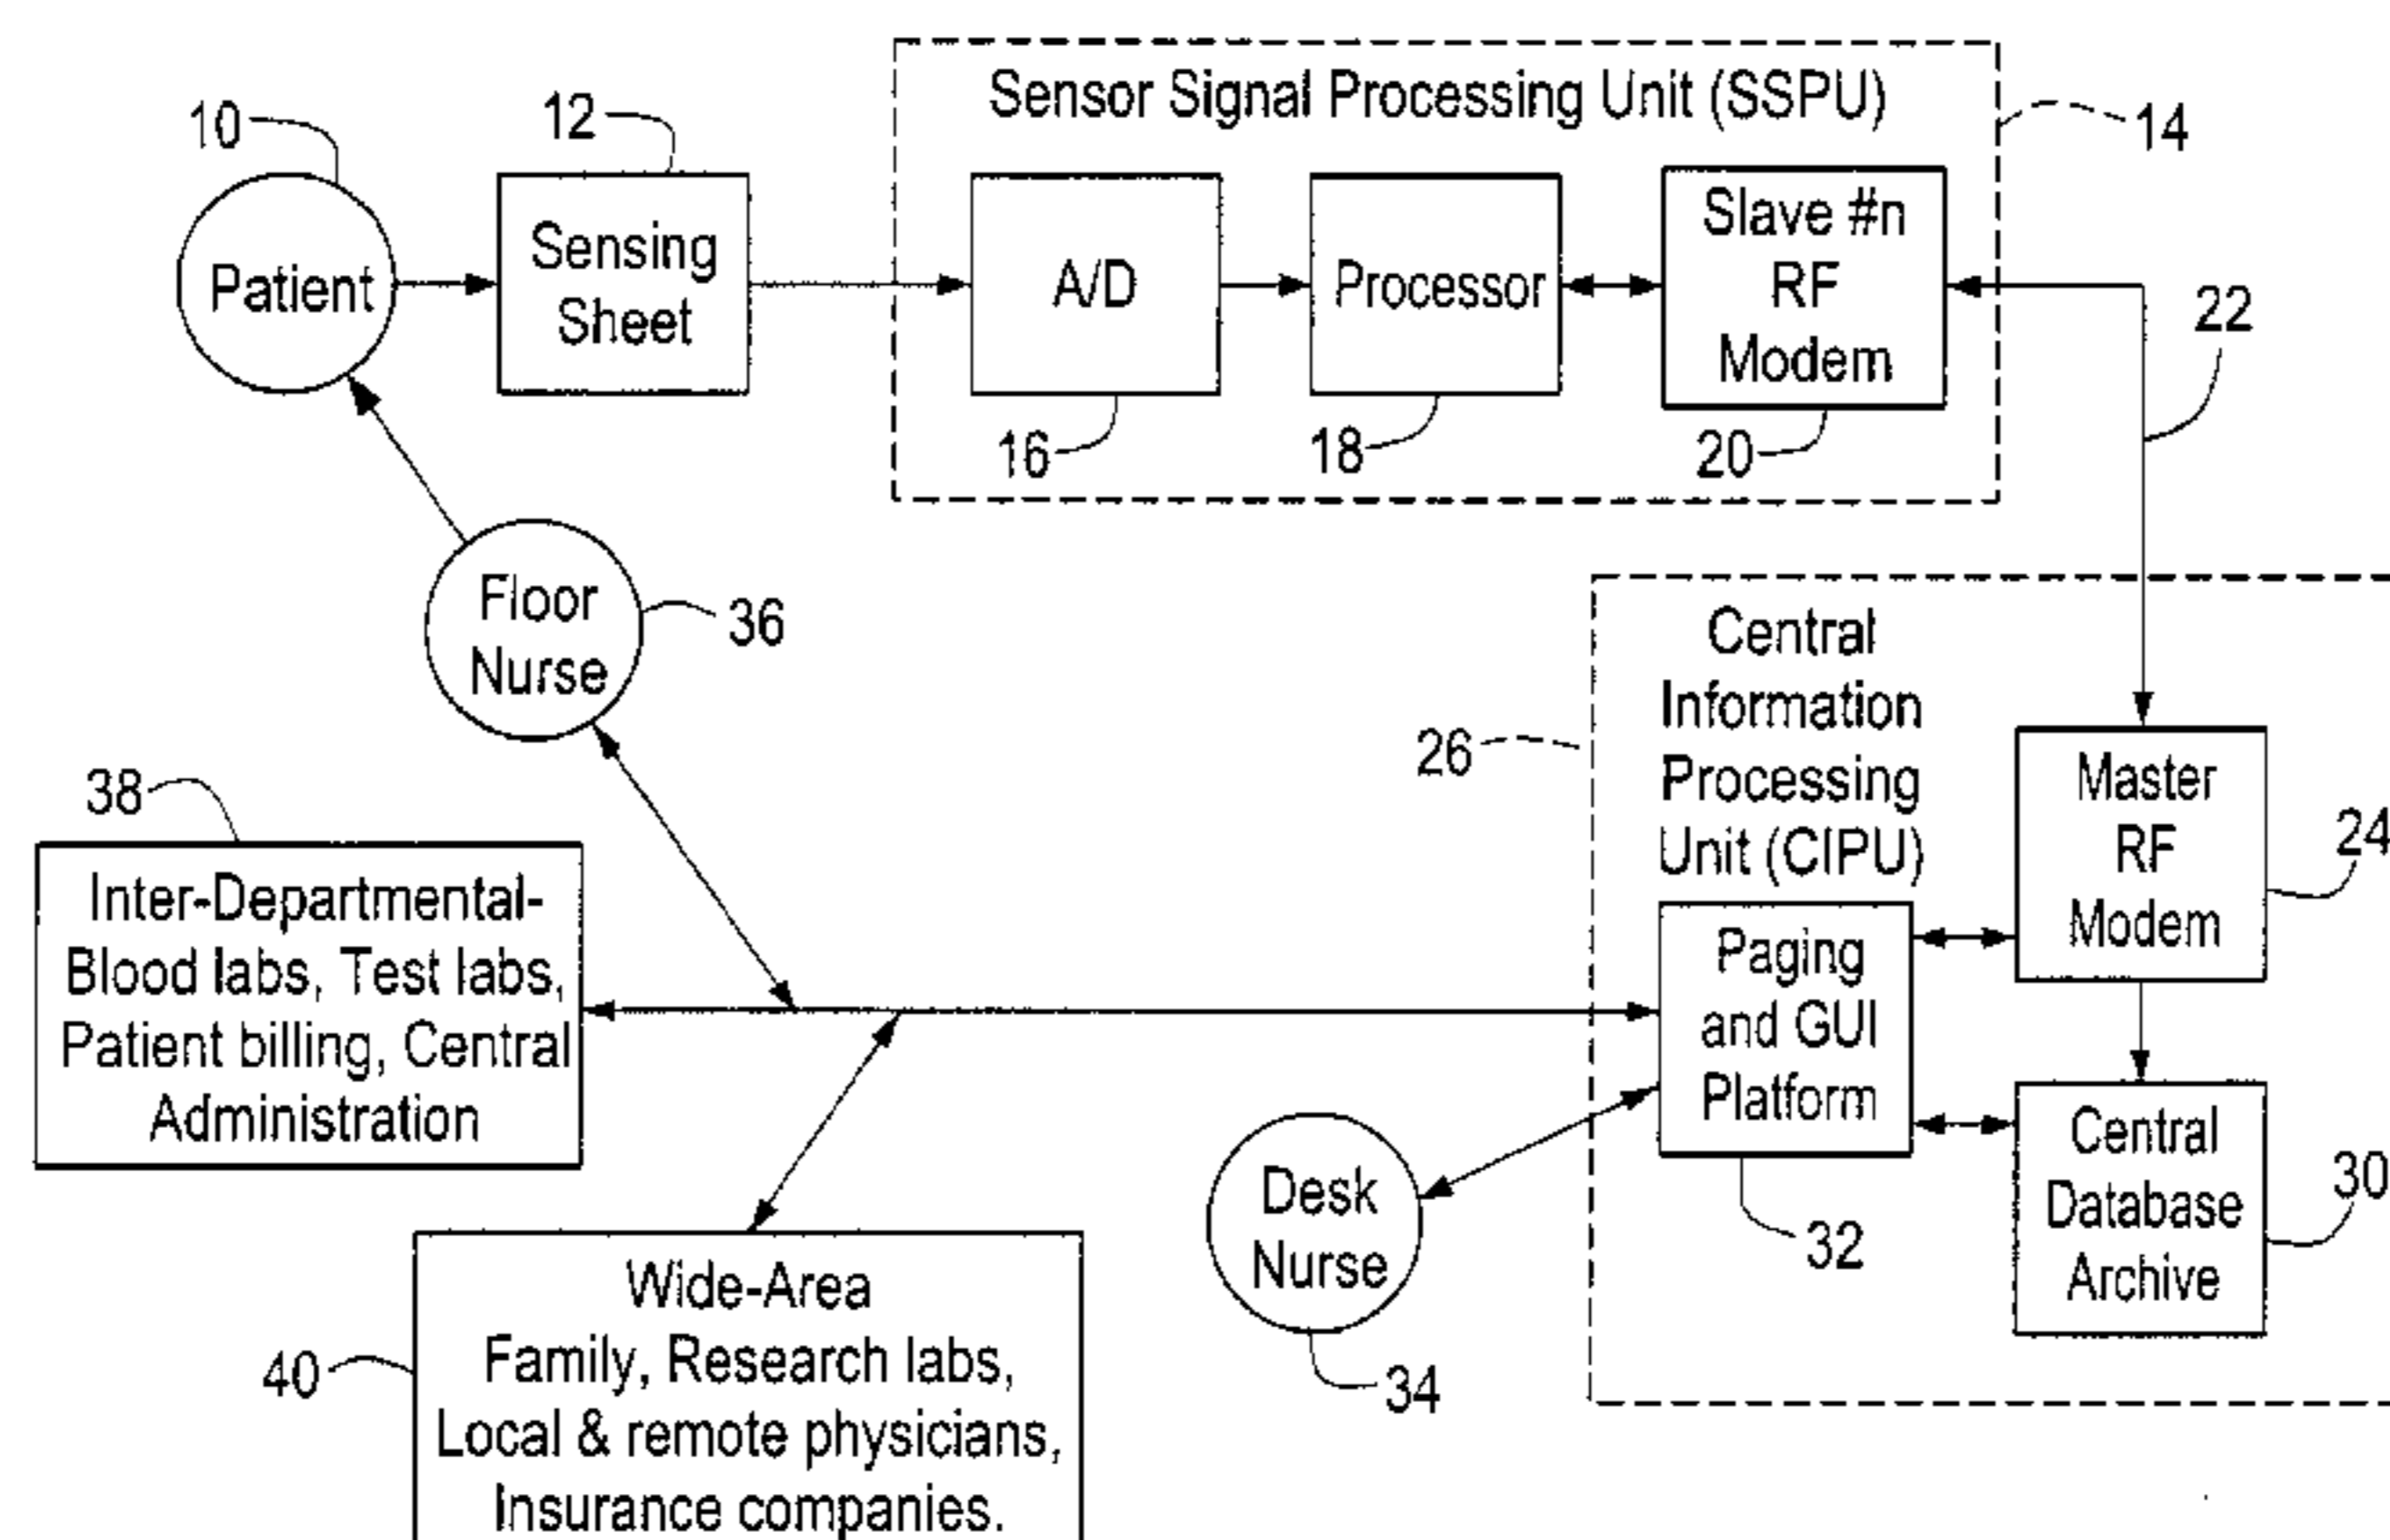 Sensor Signal Processing Unit (SSPU)
10
12
14
Patient
Sensing
Sheet
A/D
Processor
Slave #n
RF
Modem
16
18
20
22
Floor
Nurse
36
Central
Information
Processing
Unit (CIPU)
26
Master
RF
Modem
24
38
Inter-Departmental-
Blood labs, Test labs,
Patient billing, Central
Administration
Paging
and GUI
Platform
32
Central
Database
Archive
30
Desk
Nurse
34
Wide-Area
Family, Research labs,
Local & remote physicians,
Insurance companies.
40